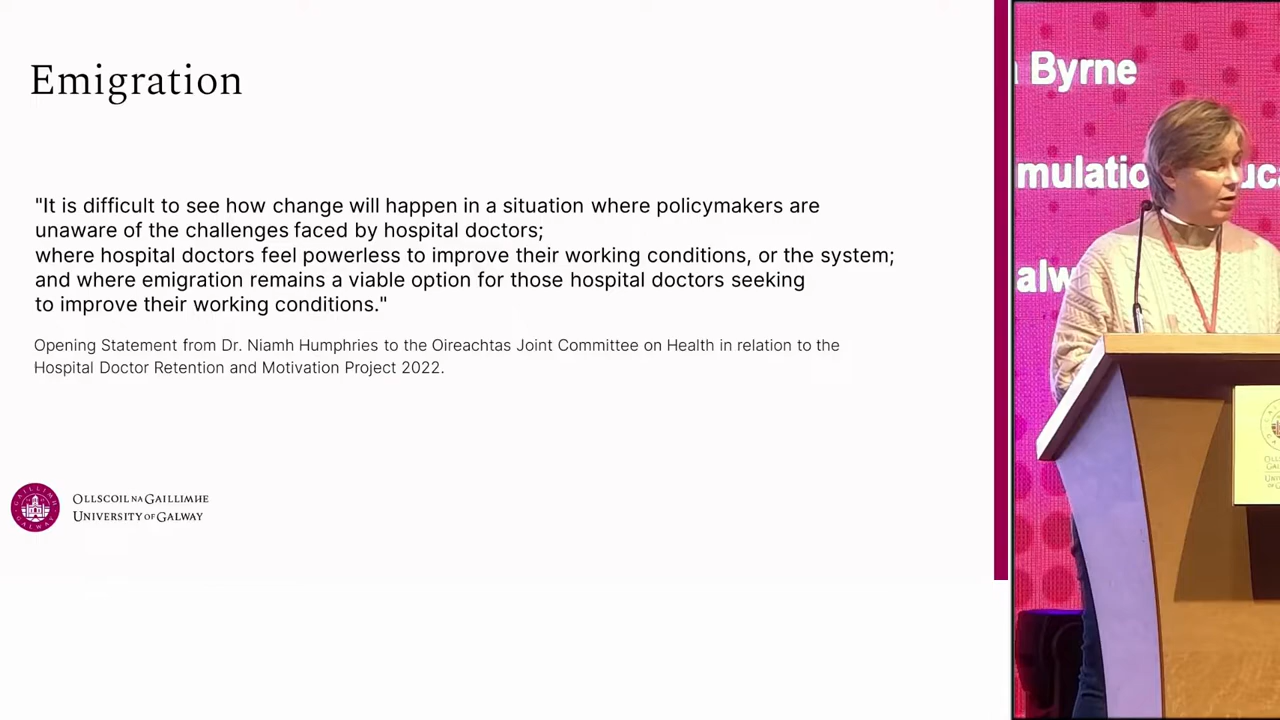 Emigration
"It is difficult to see how change will happen in a situation where policymakers are
unaware of the challenges faced by hospital doctors;
where hospital doctors feel powerless to improve their working conditions, or the system;
and where emigration remains a viable option for those hospital doctors seeking
to improve their working conditions."
Opening Statement from Dr. Niamh Humphries to the Oireachtas Joint Committee on Health in relation to the
Hospital Doctor Retention and Motivation Project 2022.
OLLSCOIL NA GAILLIMHE
UNIVERSITY OF GALWAY
GAILLIMH
GALWAY
Byrne